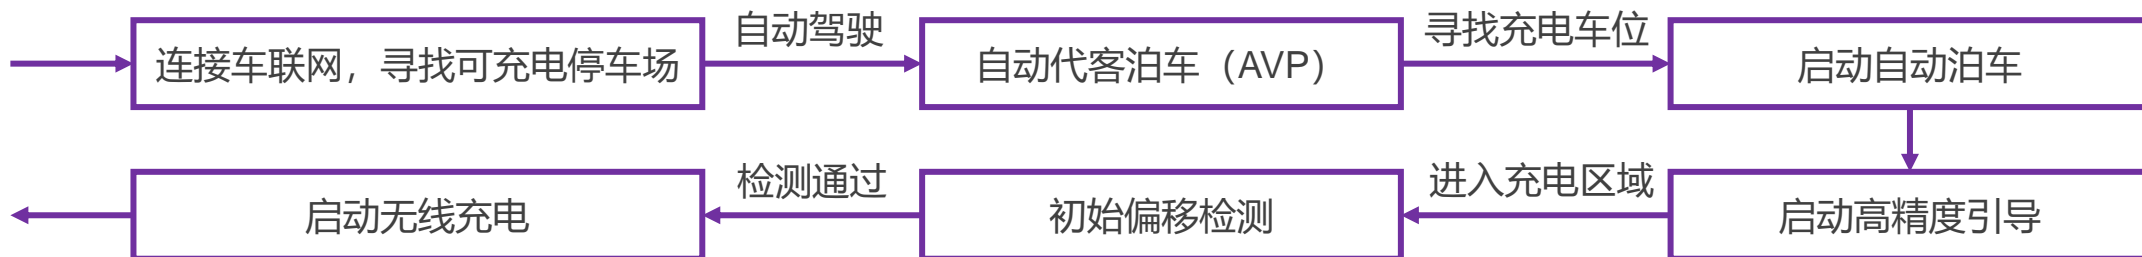 连接车联网，寻找可充电停车场
自动驾驶
自动代客泊车（AVP）
寻找充电车位
启动自动泊车
启动高精度引导
进入充电区域
初始偏移检测
检测通过
启动无线充电